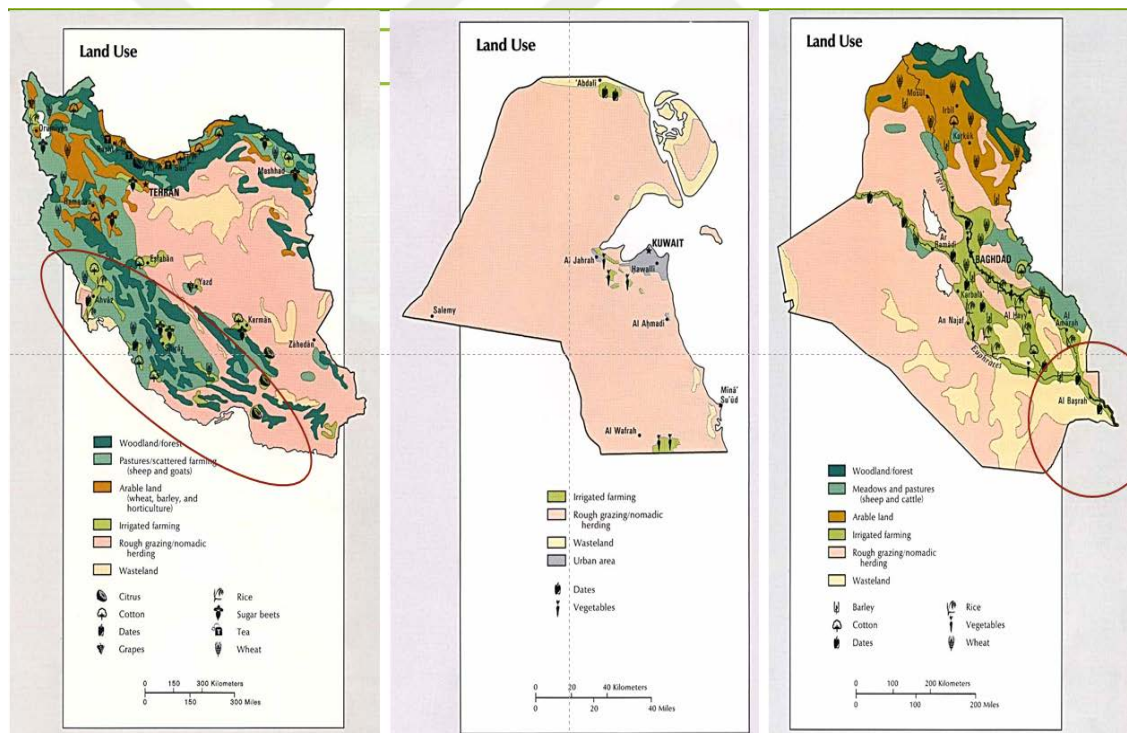 Land Use
Orumiyeh
TEHRAN
Mashhad
Hamadan
Esfahan
Yazd
Ahvaz
Kerman
Shiraz
Zahedan
Woodland/forest
Pastures/scattered farming
(sheep and goats)
Arable land
(wheat, barley, and
horticulture)
Irrigated farming
Rough grazing/nomadic
herding
Wasteland
Citrus
Rice
Cotton
Sugar beets
Dates
Tea
Grapes
Wheat
0 150 300 Kilometers
0 150 300 Miles
Land Use
'Abdali
KUWAIT
Al Jahrah
Hawalli
Salemy
Al Ahmadi
Mina'
Su'ud
Al Wafrah
Irrigated farming
Rough grazing/nomadic
herding
Wasteland
Urban area
Dates
Vegetables
0 20 40 Kilometers
0 20 40 Miles
Land Use
Mosul
Irbil
Karkuk
Tigris
Ar
Ramadi
BAGHDAD
Karbala'
Al Hayy
An Najaf
Al
Amarah
Euphrates
Al Başrah
Woodland/forest
Meadows and pastures
(sheep and cattle)
Arable land
Irrigated farming
Rough grazing/nomadic
herding
Wasteland
Barley
Rice
Cotton
Vegetables
Dates
Wheat
0 100 200 Kilometers
0 100 200 Miles